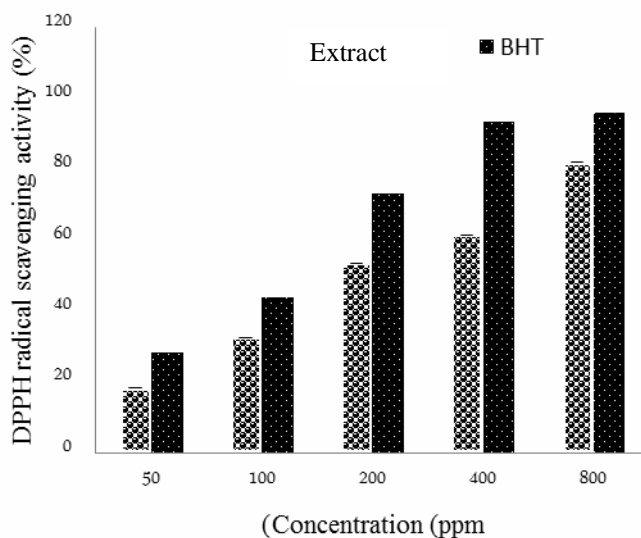 DPPH radical scavenging activity (%)
120
100
80
60
40
20
0
Extract
BHT
50 100 200 400 800
(Concentration (ppm